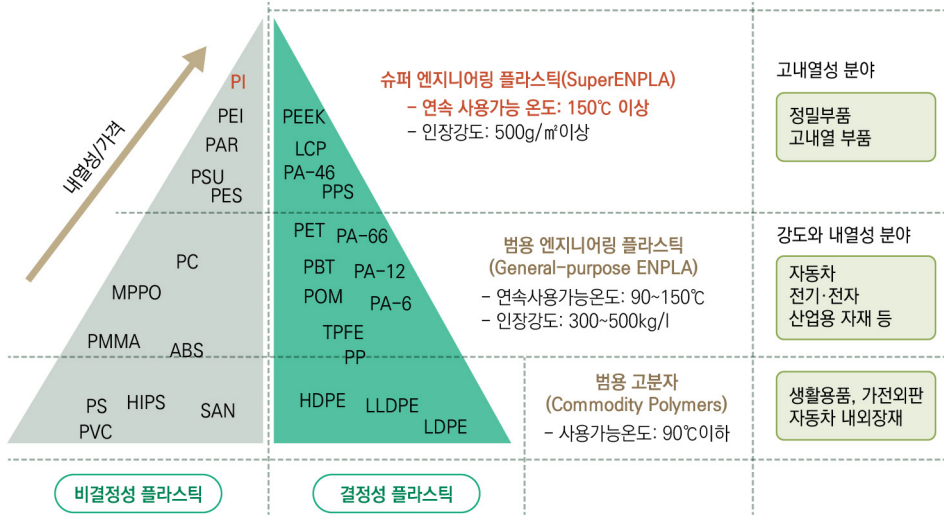 내열성/가격
PI
PEI
PAR
PSU
PES
PEEK
LCP
PA-46
PPS
슈퍼 엔지니어링 플라스틱(SuperENPLA)
- 연속 사용가능 온도: 150℃ 이상
- 인장강도: 500g/㎡이상
고내열성 분야
정밀부품
고내열 부품
PC
MPPO
PMMA
ABS
PET
PA-66
PBT
PA-12
POM
PA-6
TPFE
PP
범용 엔지니어링 플라스틱
(General-purpose ENPLA)
- 연속사용가능온도: 90~150℃
- 인장강도: 300~500kg/l
강도와 내열성 분야
자동차
전기·전자
산업용 자재 등
PS
HIPS
SAN
PVC
HDPE
LLDPE
LDPE
범용 고분자
(Commodity Polymers)
- 사용가능온도: 90℃이하
생활용품, 가전외판
자동차 내외장재
비결정성 플라스틱
결정성 플라스틱